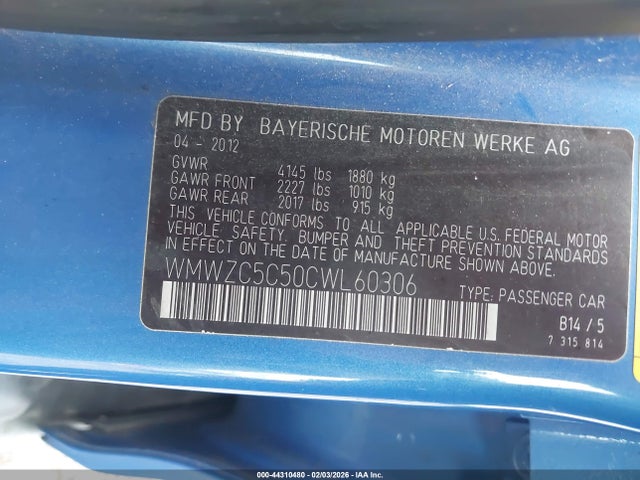 MFD BY BAYERISCHE MOTOREN WERKE AG
04 - 2012
GVWR 4145 lbs 1880 kg
GAWR FRONT 2227 lbs 1010 kg
GAWR REAR 2017 lbs 915 kg
THIS VEHICLE CONFORMS TO ALL APPLICABLE U.S. FEDERAL MOTOR
VEHICLE SAFETY, BUMPER AND THEFT PREVENTION STANDARDS
IN EFFECT ON THE DATE OF MANUFACTURE SHOWN ABOVE.
WMWZC5C50CWL60306
TYPE: PASSENGER CAR
B14 / 5
7 315 814
000-44310480 - 02/03/2026 - IAA Inc.